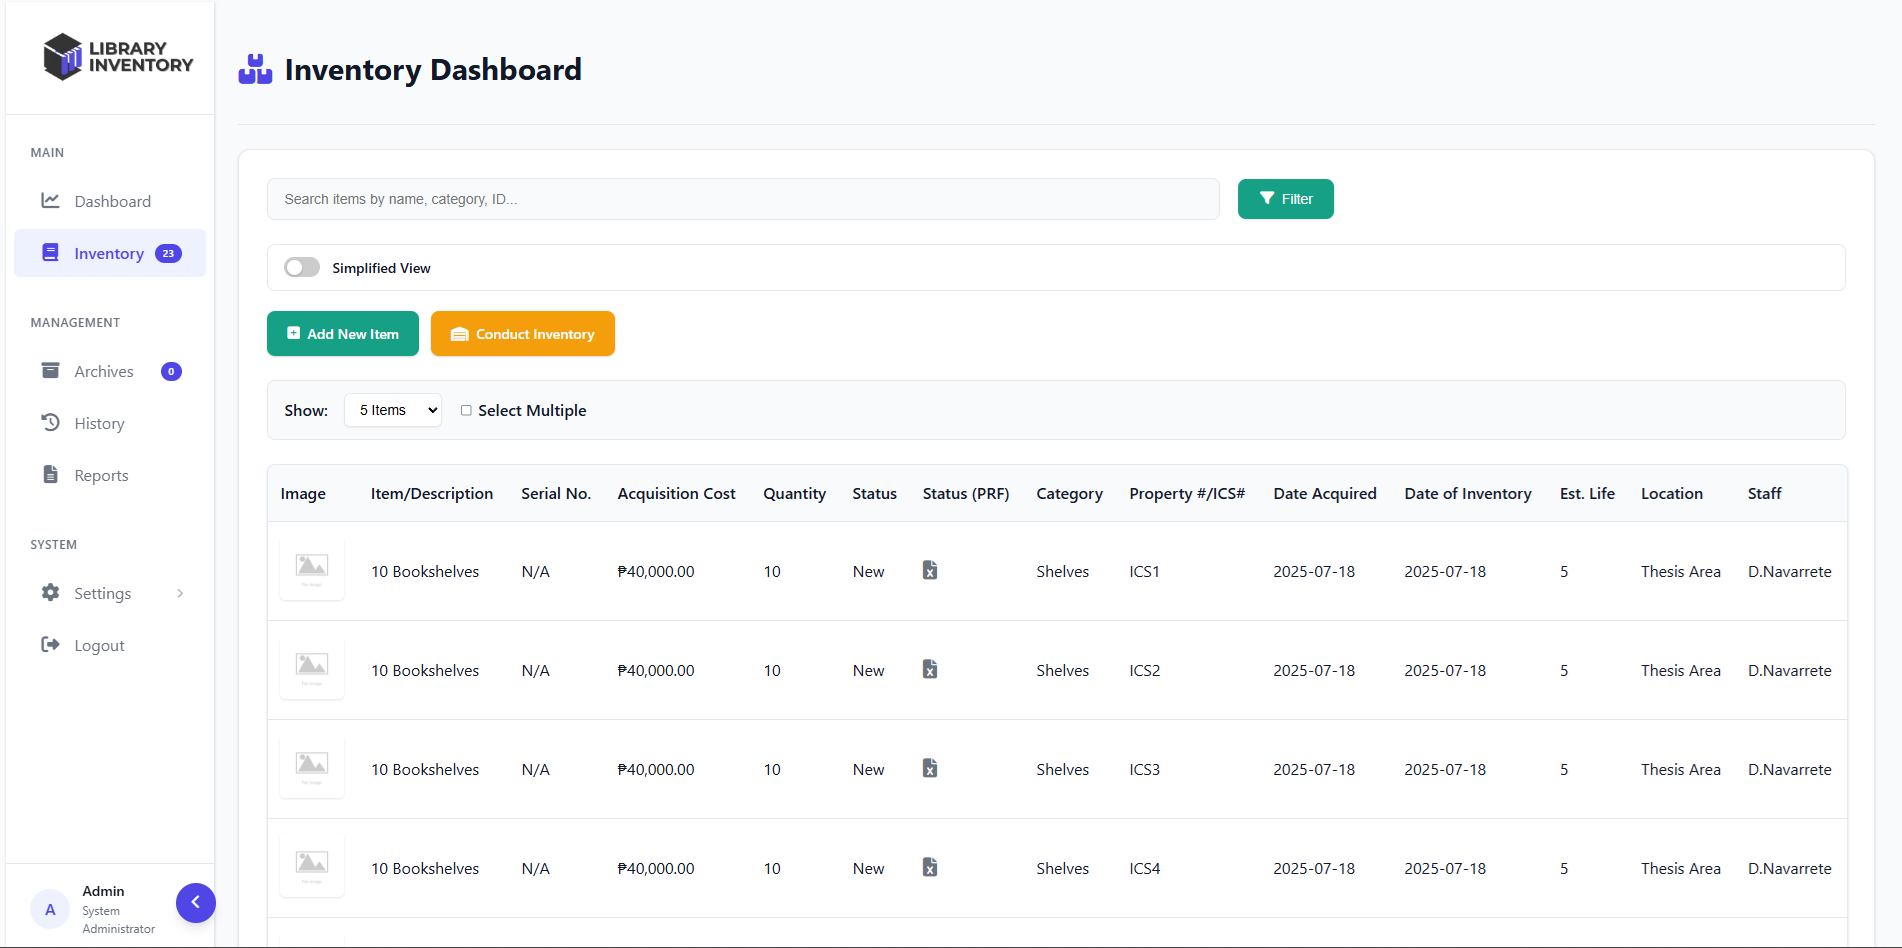 LIBRARY
INVENTORY
MAIN
Dashboard
Inventory 23
MANAGEMENT
Archives 0
History
Reports
SYSTEM
Settings
Logout
A
Admin
System
Administrator
Inventory Dashboard
Search items by name, category, ID...
Filter
Simplified View
Add New Item
Conduct Inventory
Show: 5 Items Select Multiple
Image Item/Description Serial No. Acquisition Cost Quantity Status Status (PRF) Category Property #/ICS# Date Acquired Date of Inventory Est. Life Location Staff
10 Bookshelves N/A ₱40,000.00 10 New Shelves ICS1 2025-07-18 2025-07-18 5 Thesis Area D.Navarrete
10 Bookshelves N/A ₱40,000.00 10 New Shelves ICS2 2025-07-18 2025-07-18 5 Thesis Area D.Navarrete
10 Bookshelves N/A ₱40,000.00 10 New Shelves ICS3 2025-07-18 2025-07-18 5 Thesis Area D.Navarrete
10 Bookshelves N/A ₱40,000.00 10 New Shelves ICS4 2025-07-18 2025-07-18 5 Thesis Area D.Navarrete